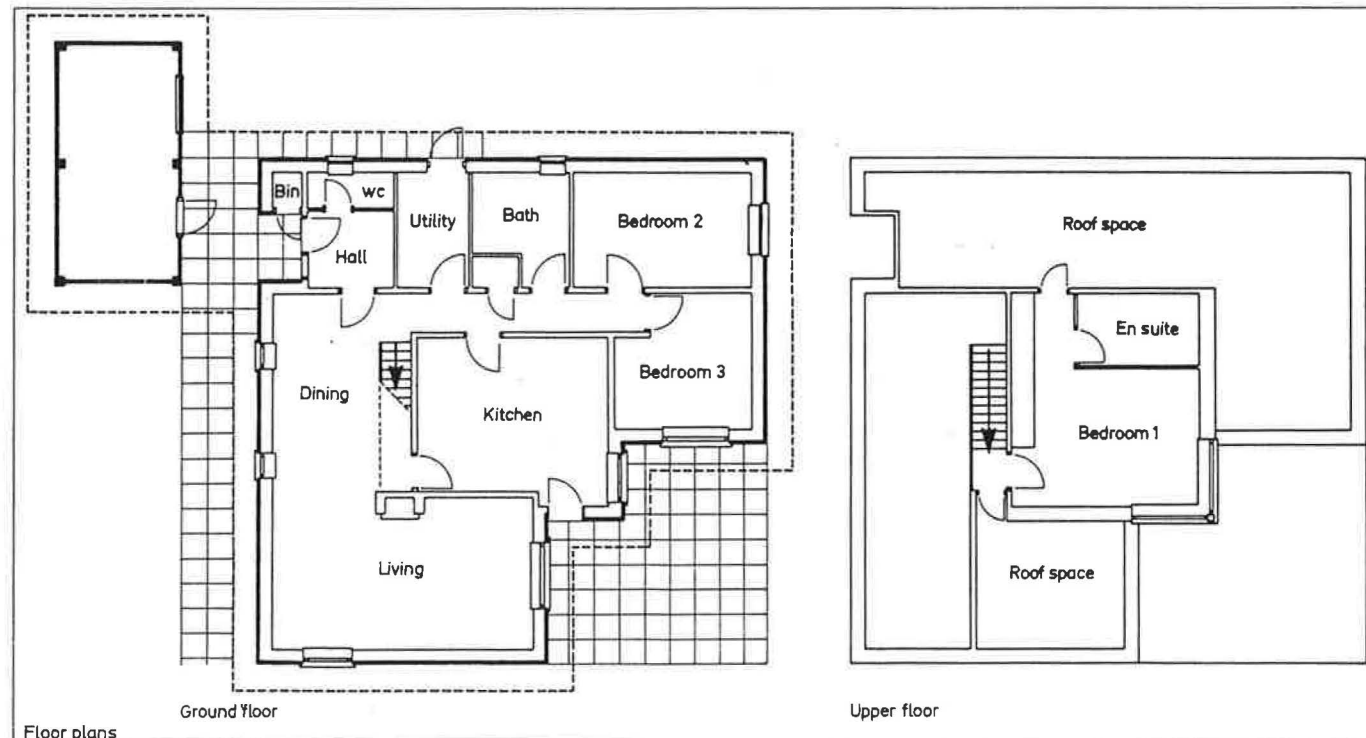 Bin
wc
Utility
Bath
Bedroom 2
Hall
Dining
Kitchen
Bedroom 3
Living
Roof space
En suite
Bedroom 1
Roof space
Ground floor
Upper floor
Floor plans